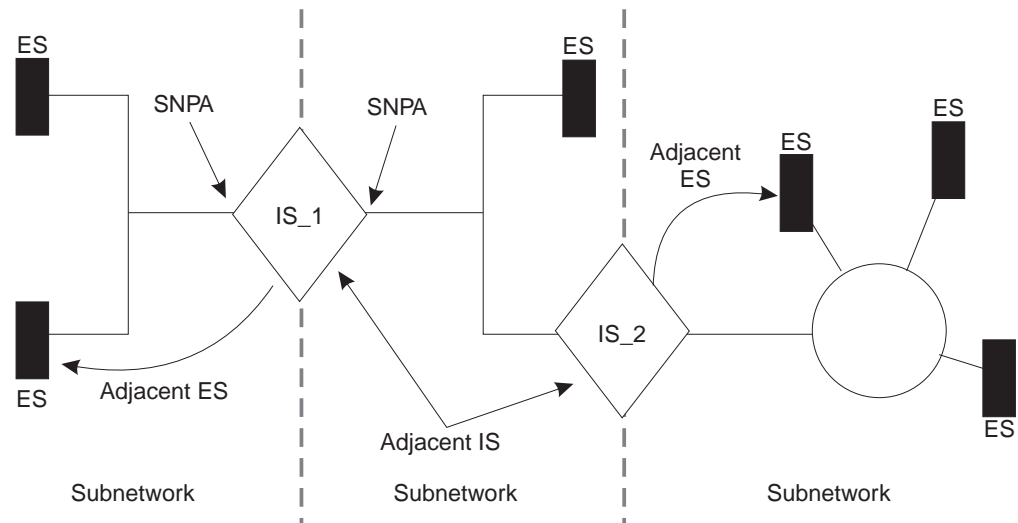 ES
ES
SNPA
SNPA
ES
ES
Adjacent
ES
IS_1
IS_2
ES
Adjacent ES
Adjacent IS
ES
Subnetwork
Subnetwork
Subnetwork